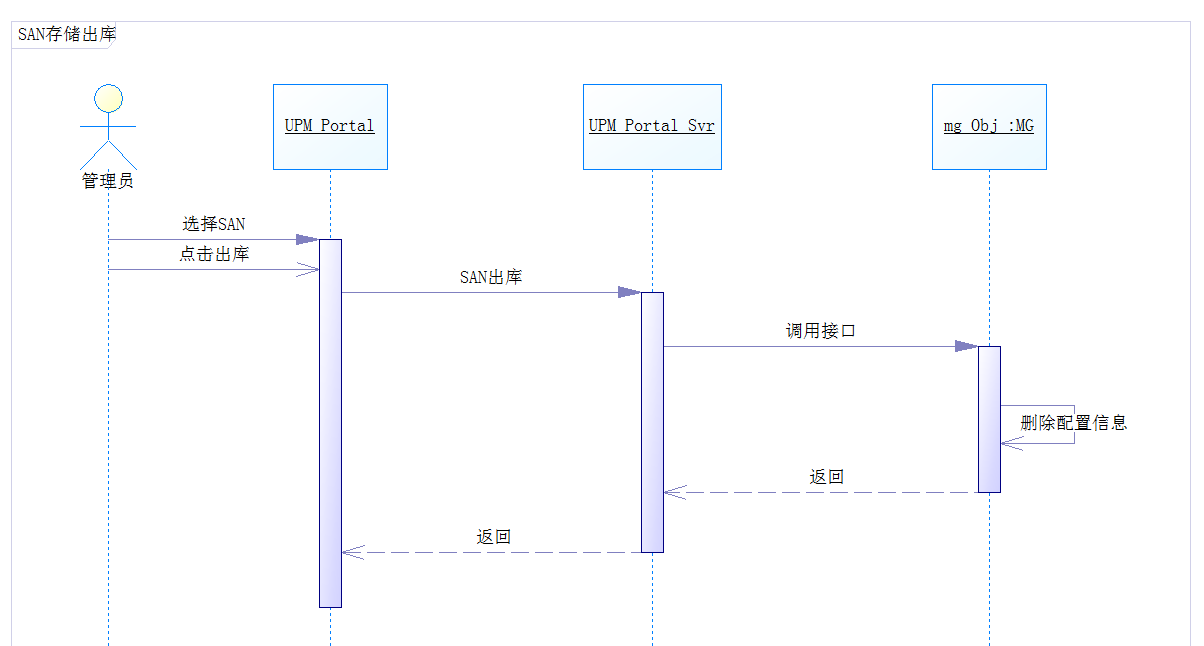 SAN存储出库
UPM Portal
UPM Portal Svr
mg Obj :MG
管理员
选择SAN
点击出库
SAN出库
调用接口
删除配置信息
返回
返回